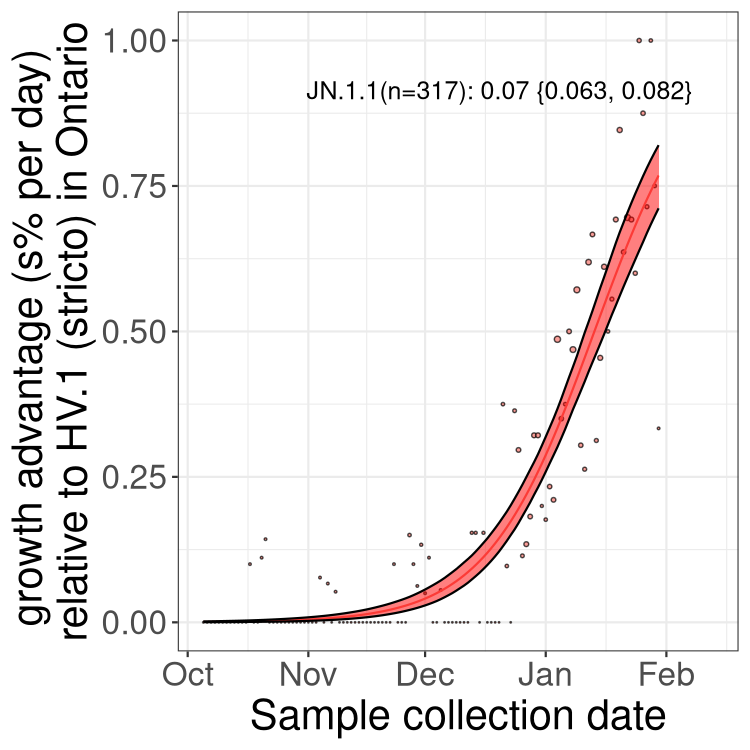 growth advantage (s% per day)
relative to HV.1 (stricto) in Ontario
1.00
0.75
0.50
0.25
0.00
JN.1.1(n=317): 0.07 {0.063, 0.082}
Oct Nov Dec Jan Feb
Sample collection date